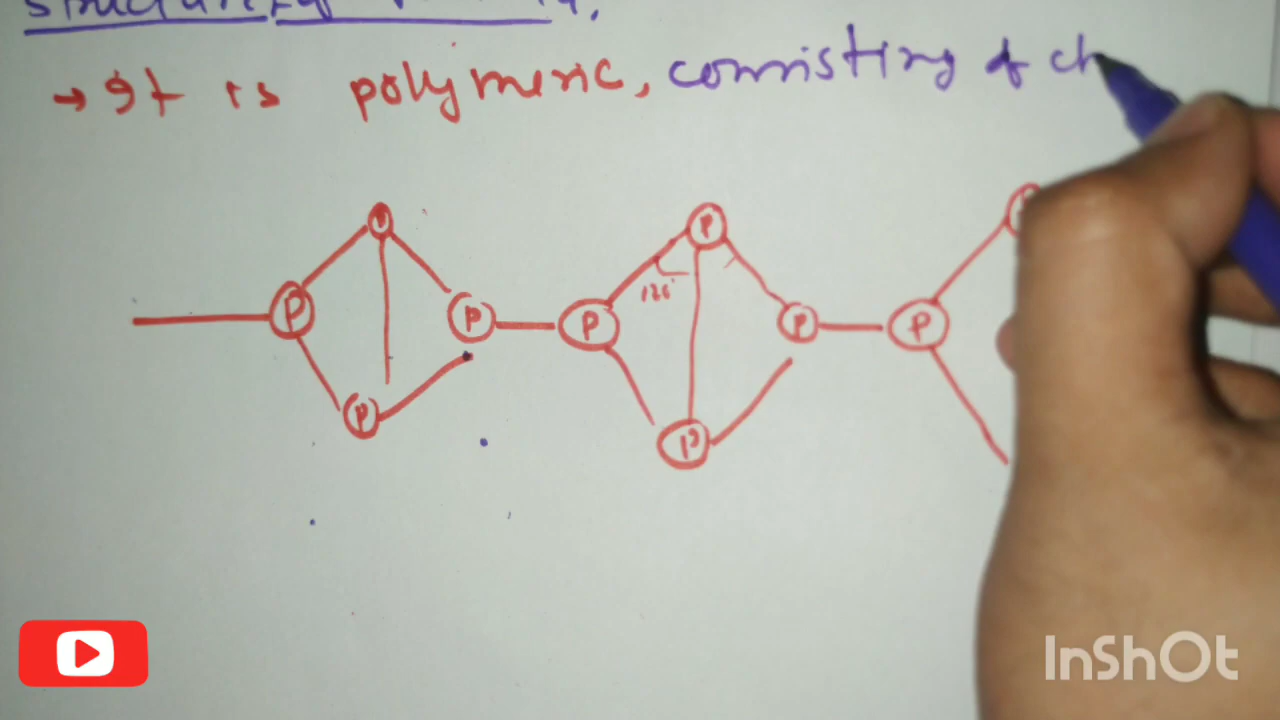 → It is polymeric, consisting of ch
P P P P P
P P P P
120°
P P
InShOt